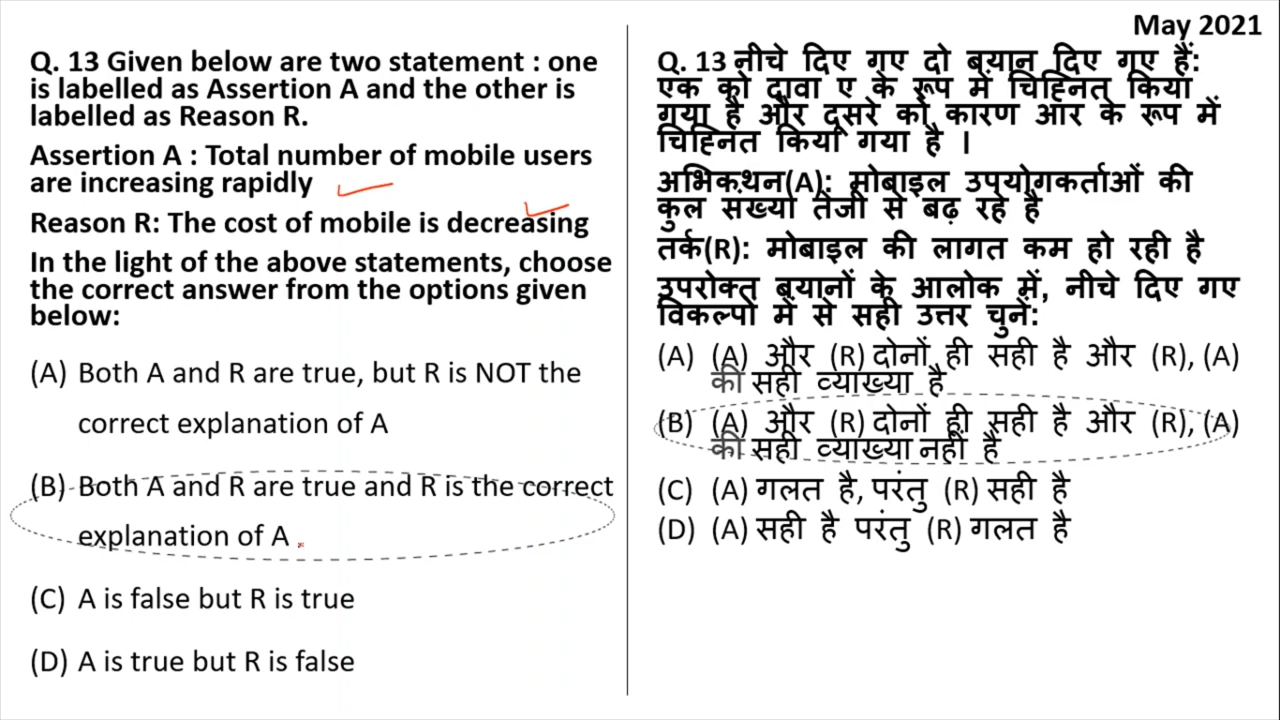 May 2021
Q. 13 Given below are two statement : one
is labelled as Assertion A and the other is
labelled as Reason R.
Assertion A : Total number of mobile users
are increasing rapidly
Reason R: The cost of mobile is decreasing
In the light of the above statements, choose
the correct answer from the options given
below:
(A) Both A and R are true, but R is NOT the
correct explanation of A
(B) Both A and R are true and R is the correct
explanation of A
(C) A is false but R is true
(D) A is true but R is false
Q. 13 नीचे दिए गए दो बयान दिए गए हैं:
एक को दावा ए के रूप में चिह्नित किया
गया है और दूसरे को कारण आर के रूप में
चिह्नित किया गया है ।
अभिकथन(A): मोबाइल उपयोगकर्ताओं की
कुल संख्या तेजी से बढ़ रहे है
तर्क(R): मोबाइल की लागत कम हो रही है
उपरोक्त बयानों के आलोक में, नीचे दिए गए
विकल्पों में से सही उत्तर चुनें:
(A) (A) और (R) दोनों ही सही है और (R), (A)
की सही व्याख्या है
(B) (A) और (R) दोनों ही सही है और (R), (A)
की सही व्याख्या नहीं है
(C) (A) गलत है, परंतु (R) सही है
(D) (A) सही है परंतु (R) गलत है